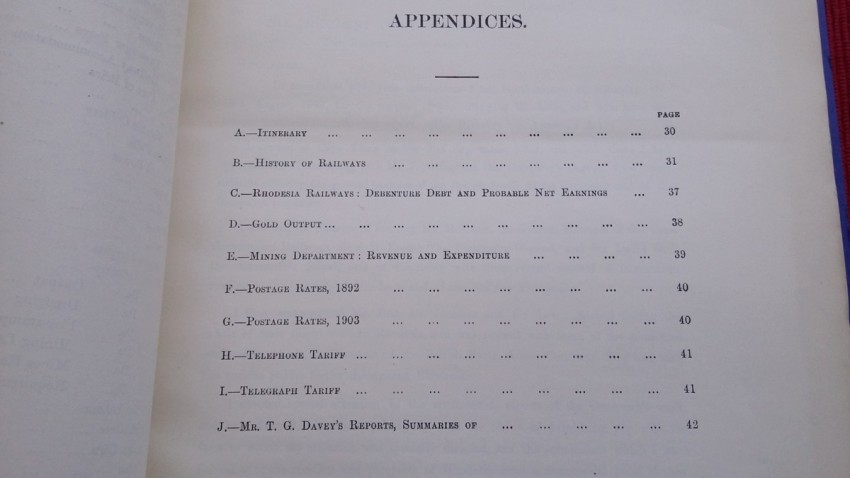 APPENDICES.
PAGE
A.—Itinerary ... ... ... ... ... ... ... ... ... ... 30
B.—History of Railways ... ... ... ... ... ... ... ... 31
C.—Rhodesia Railways: Debenture Debt and Probable Net Earnings ... 37
D.—Gold Output ... ... ... ... ... ... ... ... ... ... 38
E.—Mining Department: Revenue and Expenditure ... ... ... ... 39
F.—Postage Rates, 1892 ... ... ... ... ... ... ... ... 40
G.—Postage Rates, 1903 ... ... ... ... ... ... ... ... 40
H.—Telephone Tariff ... ... ... ... ... ... ... ... ... 41
I.—Telegraph Tariff ... ... ... ... ... ... ... ... ... 41
J.—Mr. T. G. Davey's Reports, Summaries of ... ... ... ... ... 42